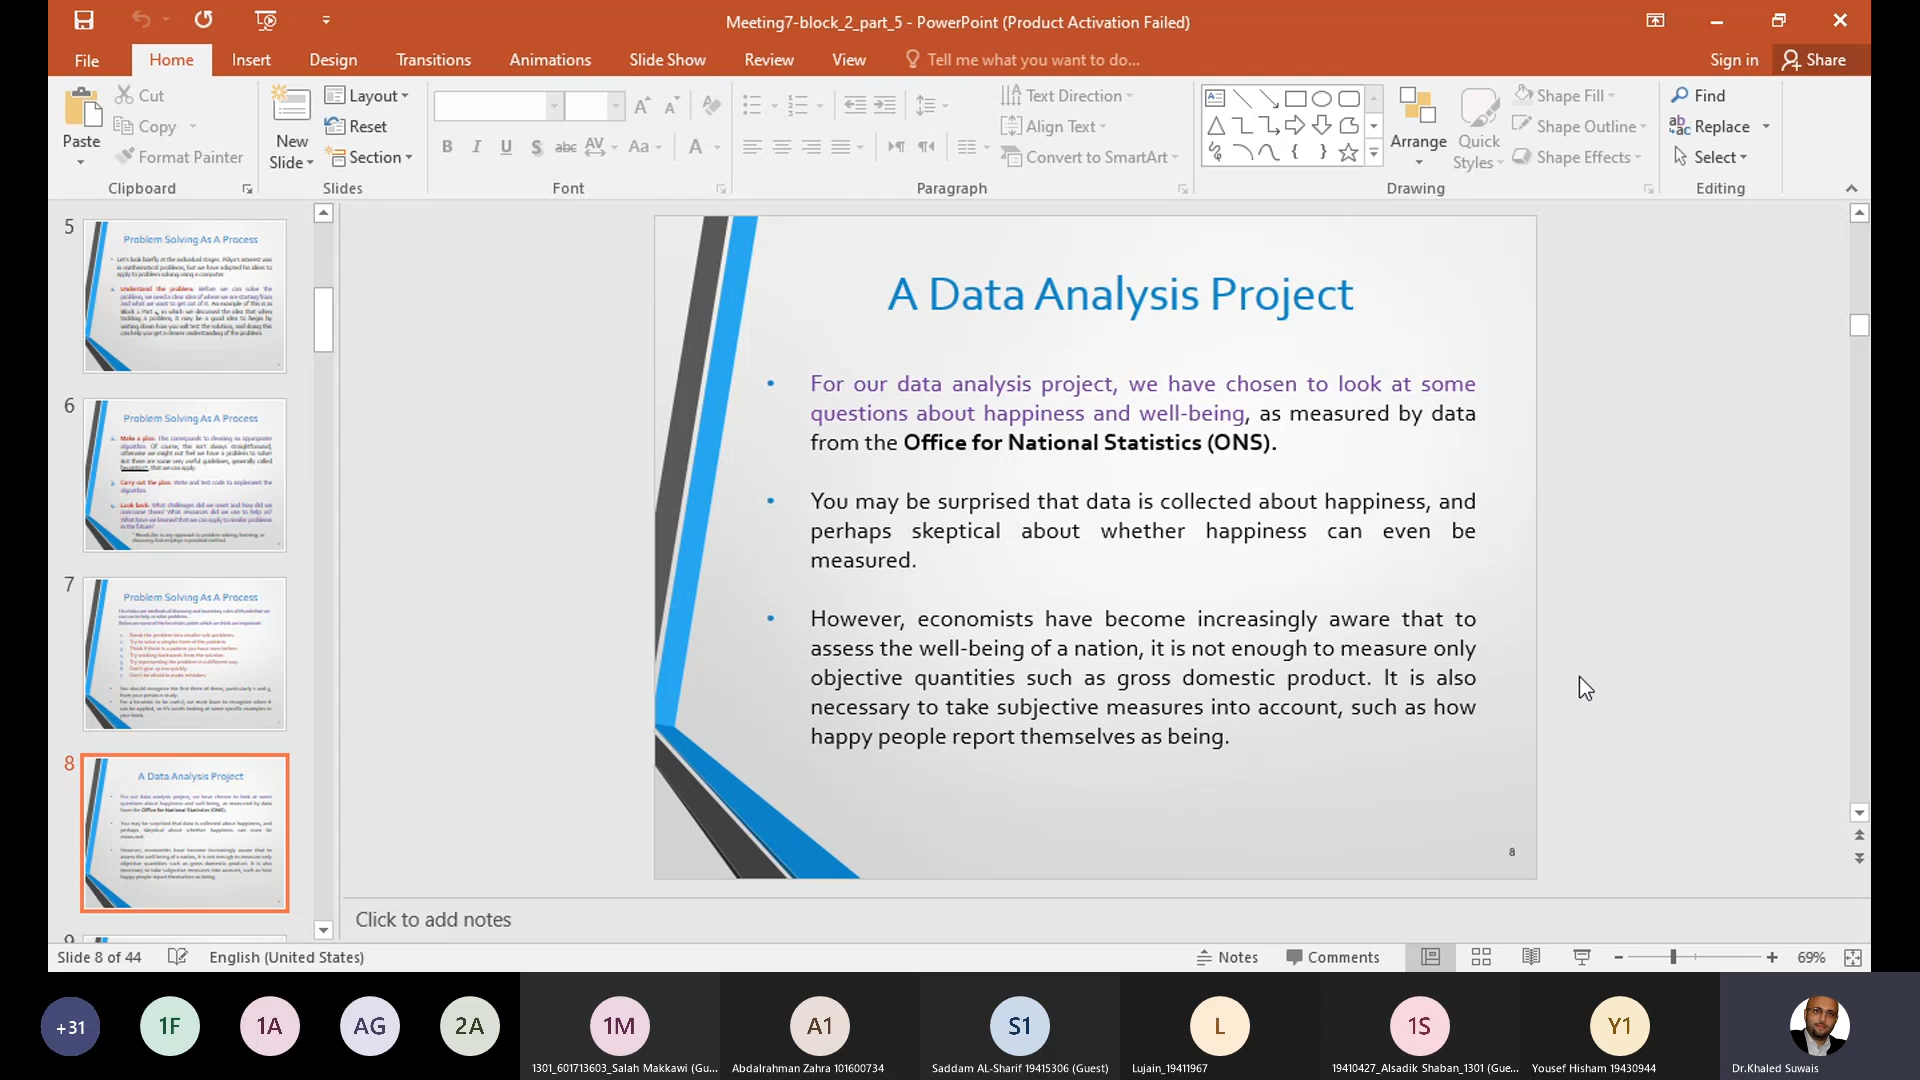 Meeting7-block_2_part_5 - PowerPoint (Product Activation Failed)
File Home Insert Design Transitions Animations Slide Show Review View Tell me what you want to do... Sign in Share
Paste
Cut
Copy
Format Painter
Clipboard
New
Slide
Layout
Reset
Section
Slides
B I U S abc AV Aa A
Font
Text Direction
Align Text
Convert to SmartArt
Paragraph
Arrange
Quick
Styles
Shape Fill
Shape Outline
Shape Effects
Drawing
Find
Replace
Select
Editing
5
Problem Solving As A Process
6
Problem Solving As A Process
7
Problem Solving As A Process
8
A Data Analysis Project
9
A Data Analysis Project
• For our data analysis project, we have chosen to look at some
questions about happiness and well-being, as measured by data
from the Office for National Statistics (ONS).
• You may be surprised that data is collected about happiness, and
perhaps skeptical about whether happiness can even be
measured.
• However, economists have become increasingly aware that to
assess the well-being of a nation, it is not enough to measure only
objective quantities such as gross domestic product. It is also
necessary to take subjective measures into account, such as how
happy people report themselves as being.
8
Click to add notes
Slide 8 of 44 English (United States) Notes Comments 69%
+31 1F 1A AG 2A 1M A1 S1 L 1S Y1
1301_601713603_Salah Makkawi (Gu...
Abdalrahman Zahra 101600734
Saddam AL-Sharif 19415306 (Guest)
Lujain_19411967
19410427_Alsadik Shaban_1301 (Gue...
Yousef Hisham 19430944
Dr.Khaled Suwais